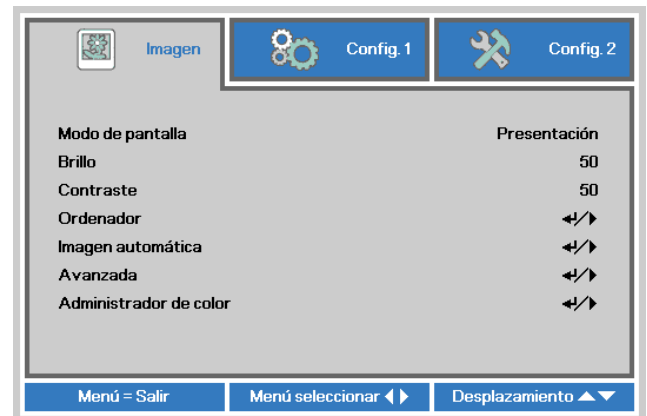 Imagen Config. 1 Config. 2
Modo de pantalla Presentación
Brillo 50
Contraste 50
Ordenador ↵/▶
Imagen automática ↵/▶
Avanzada ↵/▶
Administrador de color ↵/▶
Menú = Salir Menú seleccionar ◀▶ Desplazamiento ▲▼